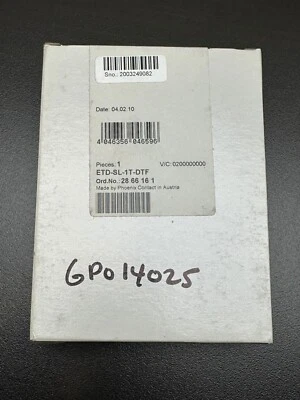 Sno.: 2003249082
Date: 04.02.10
4 046356 046596
Pieces: 1 V/C: 0200000000
ETD-SL-1T-DTF
Ord.No.: 28 66 16 1
Made by Phoenix Contact in Austria
GP014025